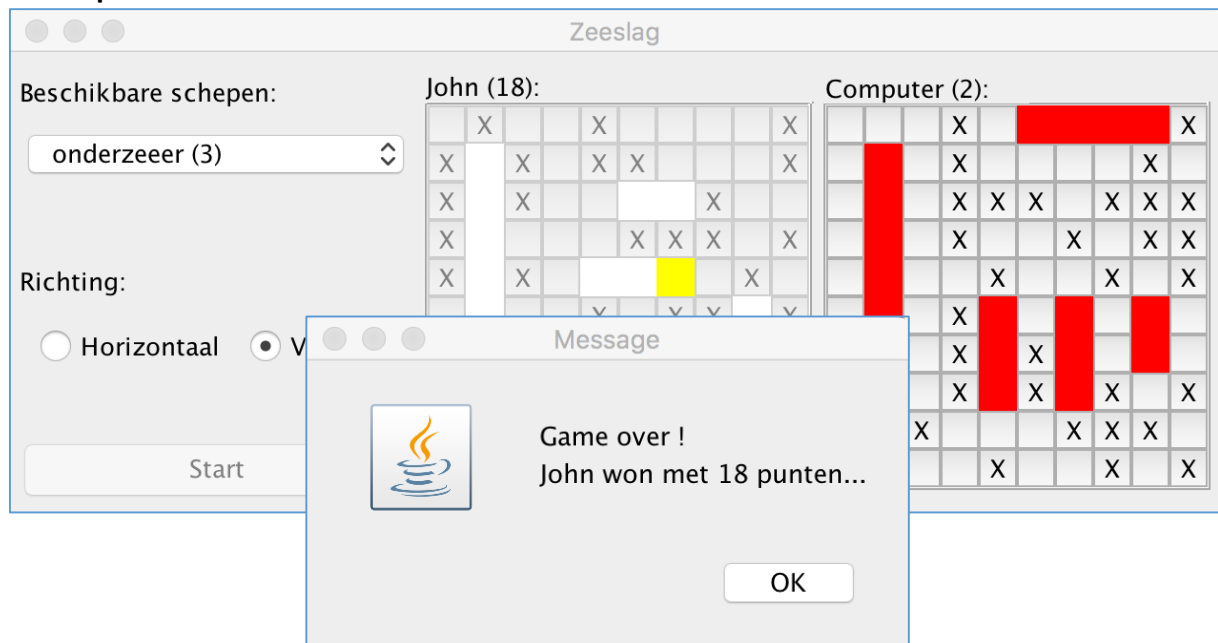 Zeeslag
Beschikbare schepen:
onderzeeer (3)
Richting:
Horizontaal
Start
John (18):
X X X
X X X X X
X X X
X X X X X
X X X
X X X X
Computer (2):
X X
X X
X X X X X X
X X X X
X X X
X
X X
X X X X
X X X X
X X X
Message
Game over !
John won met 18 punten...
OK